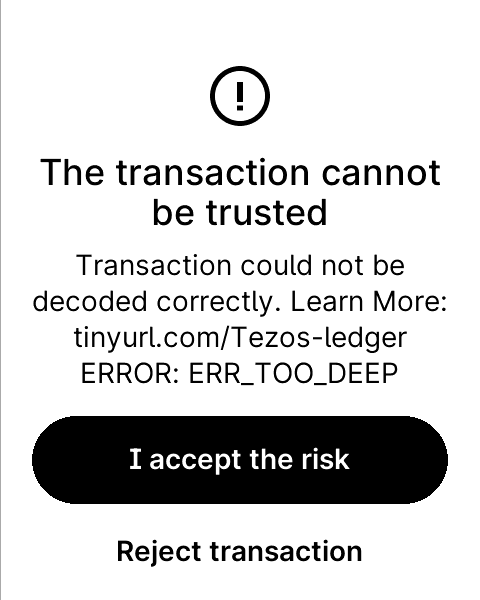 The transaction cannot
be trusted
Transaction could not be
decoded correctly. Learn More:
tinyurl.com/Tezos-ledger
ERROR: ERR_TOO_DEEP
I accept the risk
Reject transaction